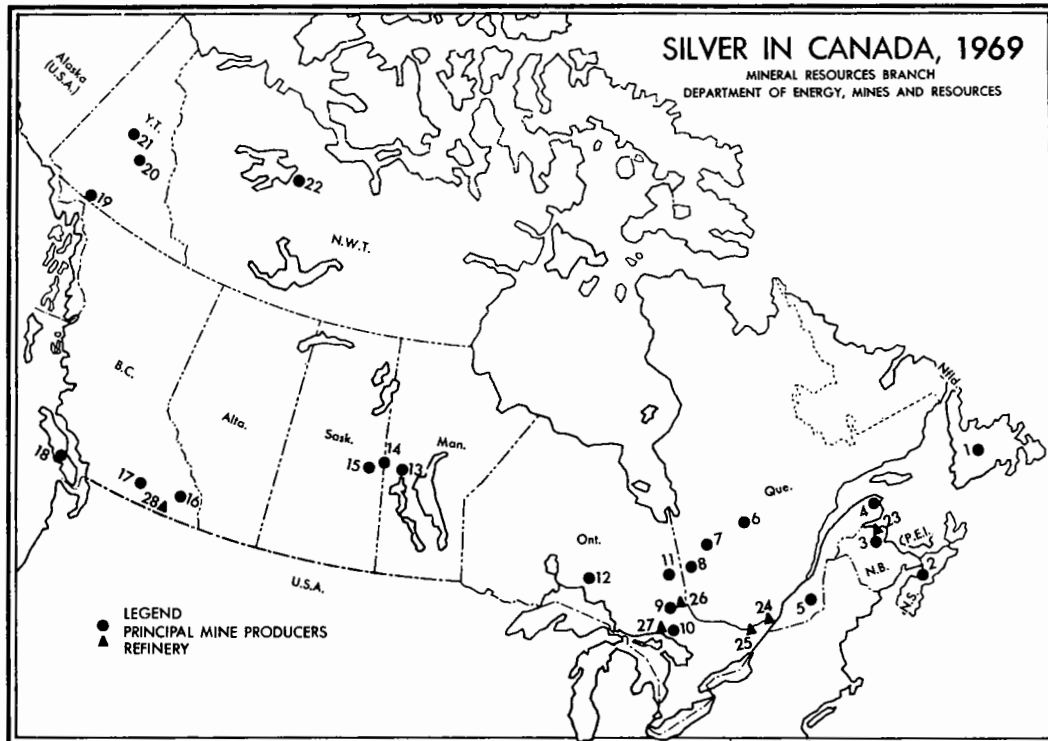 SILVER IN CANADA, 1969
MINERAL RESOURCES BRANCH
DEPARTMENT OF ENERGY, MINES AND RESOURCES
Alaska
(U.S.A.)
Y.T.
21
20
19
22
N.W.T.
B.C.
Alta.
Sask.
Man.
Nfld.
18
17
28
16
15
14
13
1
Que.
6
7
8
11
Ont.
12
9
26
27
10
4
23
3
(P.E.I.
N.B.
2
N.S.
5
24
25
U.S.A.
LEGEND
PRINCIPAL MINE PRODUCERS
REFINERY